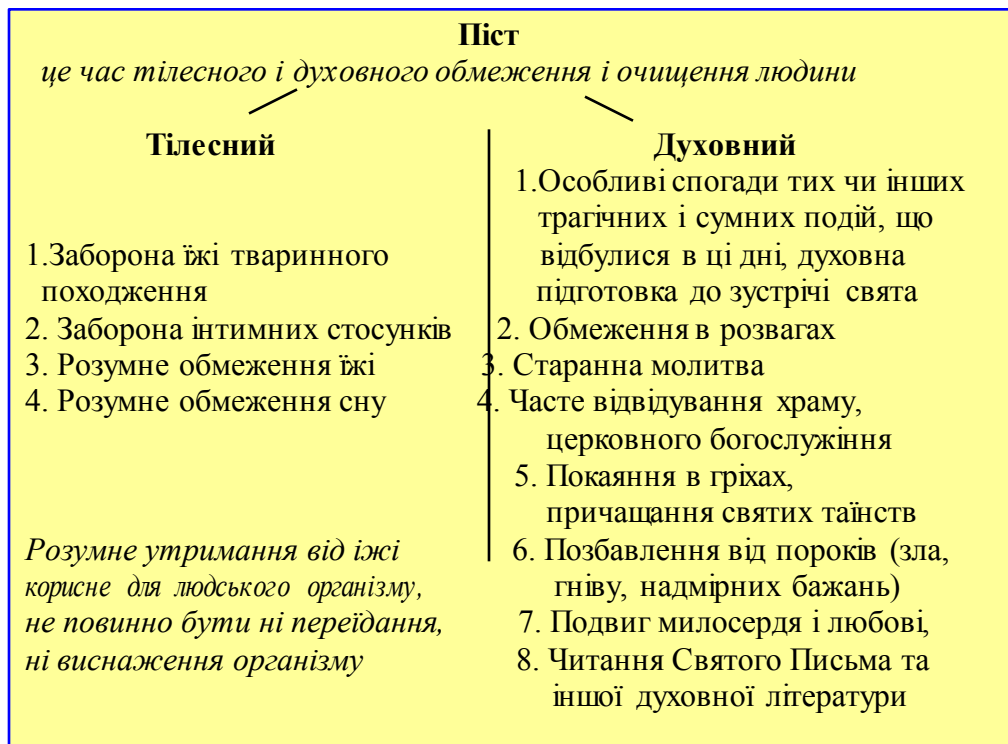 Піст
це час тілесного і духовного обмеження і очищення людини
Тілесний
1.Заборона їжі тваринного
походження
2. Заборона інтимних стосунків
3. Розумне обмеження їжі
4. Розумне обмеження сну
Розумне утримання від їжі
корисне для людського організму,
не повинно бути ні переїдання,
ні виснаження організму
Духовний
1.Особливі спогади тих чи інших
трагічних і сумних подій, що
відбулися в ці дні, духовна
підготовка до зустрічі свята
2. Обмеження в розвагах
3. Старанна молитва
4. Часте відвідування храму,
церковного богослужіння
5. Покаяння в гріхах,
причащання святих таїнств
6. Позбавлення від пороків (зла,
гніву, надмірних бажань)
7. Подвиг милосердя і любові,
8. Читання Святого Письма та
іншої духовної літератури